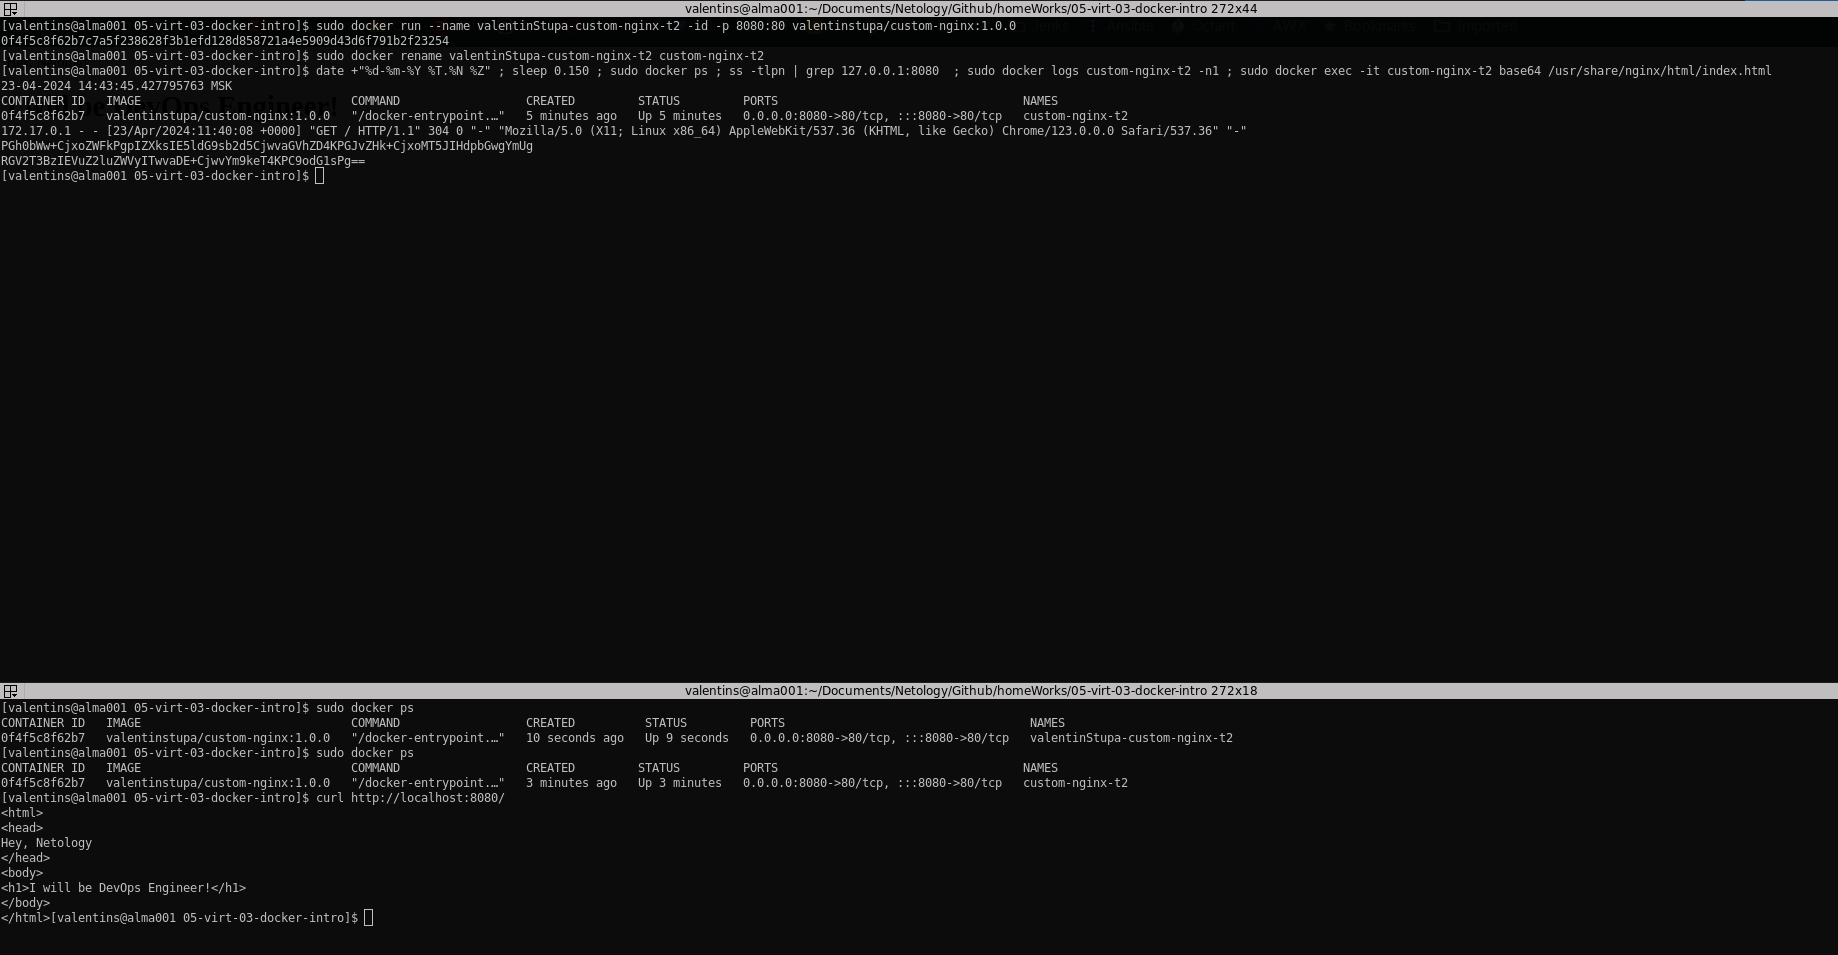 valentins@alma001:~/Documents/Netology/Github/homeWorks/05-virt-03-docker-intro 272x44
[valentins@alma001 05-virt-03-docker-intro]$ sudo docker run --name valentinStupa-custom-nginx-t2 -id -p 8080:80 valentinstupa/custom-nginx:1.0.0
0f4f5c8f62b7c7a5f238628f3b1efd128d858721a4e5909d43d6f791b2f23254
[valentins@alma001 05-virt-03-docker-intro]$ sudo docker rename valentinStupa-custom-nginx-t2 custom-nginx-t2
[valentins@alma001 05-virt-03-docker-intro]$ date +"%d-%m-%Y %T.%N %Z" ; sleep 0.150 ; sudo docker ps ; ss -tlpn | grep 127.0.0.1:8080  ; sudo docker logs custom-nginx-t2 -n1 ; sudo docker exec -it custom-nginx-t2 base64 /usr/share/nginx/html/index.html
23-04-2024 14:43:45.427795763 MSK
CONTAINER ID   IMAGE                              COMMAND                  CREATED         STATUS         PORTS                                   NAMES
0f4f5c8f62b7   valentinstupa/custom-nginx:1.0.0   "/docker-entrypoint.…"   5 minutes ago   Up 5 minutes   0.0.0.0:8080->80/tcp, :::8080->80/tcp   custom-nginx-t2
172.17.0.1 - - [23/Apr/2024:11:40:08 +0000] "GET / HTTP/1.1" 304 0 "-" "Mozilla/5.0 (X11; Linux x86_64) AppleWebKit/537.36 (KHTML, like Gecko) Chrome/123.0.0.0 Safari/537.36" "-"
PGh0bWw+CjxoZWFkPgpIZXksIE5ldG9sb2d5CjwvaGVhZD4KPGJvZHk+CjxoMT5JIHdpbGwgYmUg
RGV2T3BzIEVuZ2luZWVyITwvaDE+CjwvYm9keT4KPC9odG1sPg==
[valentins@alma001 05-virt-03-docker-intro]$
valentins@alma001:~/Documents/Netology/Github/homeWorks/05-virt-03-docker-intro 272x18
[valentins@alma001 05-virt-03-docker-intro]$ sudo docker ps
CONTAINER ID   IMAGE                              COMMAND                  CREATED          STATUS         PORTS                                   NAMES
0f4f5c8f62b7   valentinstupa/custom-nginx:1.0.0   "/docker-entrypoint.…"   10 seconds ago   Up 9 seconds   0.0.0.0:8080->80/tcp, :::8080->80/tcp   valentinStupa-custom-nginx-t2
[valentins@alma001 05-virt-03-docker-intro]$ sudo docker ps
CONTAINER ID   IMAGE                              COMMAND                  CREATED         STATUS         PORTS                                   NAMES
0f4f5c8f62b7   valentinstupa/custom-nginx:1.0.0   "/docker-entrypoint.…"   3 minutes ago   Up 3 minutes   0.0.0.0:8080->80/tcp, :::8080->80/tcp   custom-nginx-t2
[valentins@alma001 05-virt-03-docker-intro]$ curl http://localhost:8080/
<html>
<head>
Hey, Netology
</head>
<body>
<h1>I will be DevOps Engineer!</h1>
</body>
</html>[valentins@alma001 05-virt-03-docker-intro]$